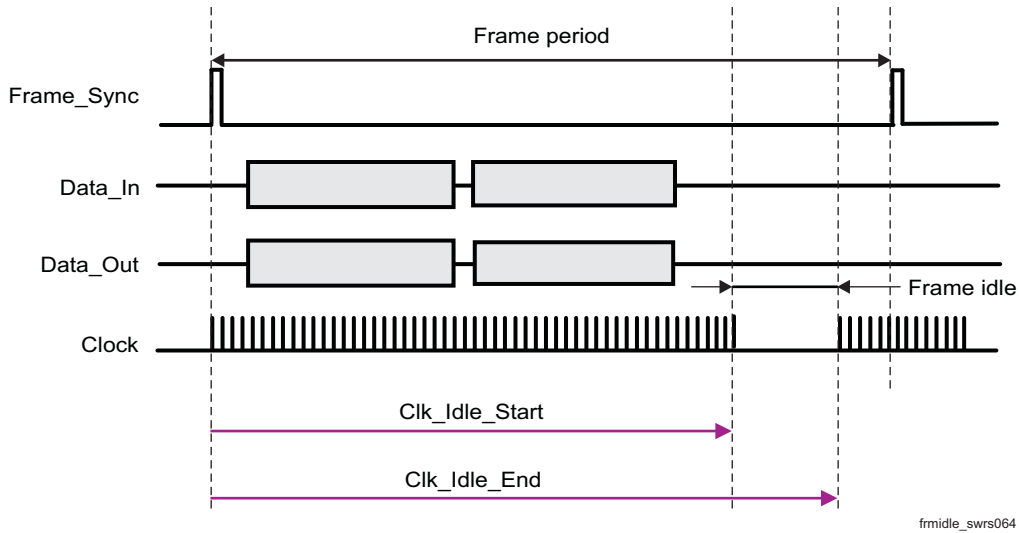 Frame period
Frame_Sync
Data_In
Data_Out
Frame idle
Clock
Clk_Idle_Start
Clk_Idle_End
frmidle_swrs064